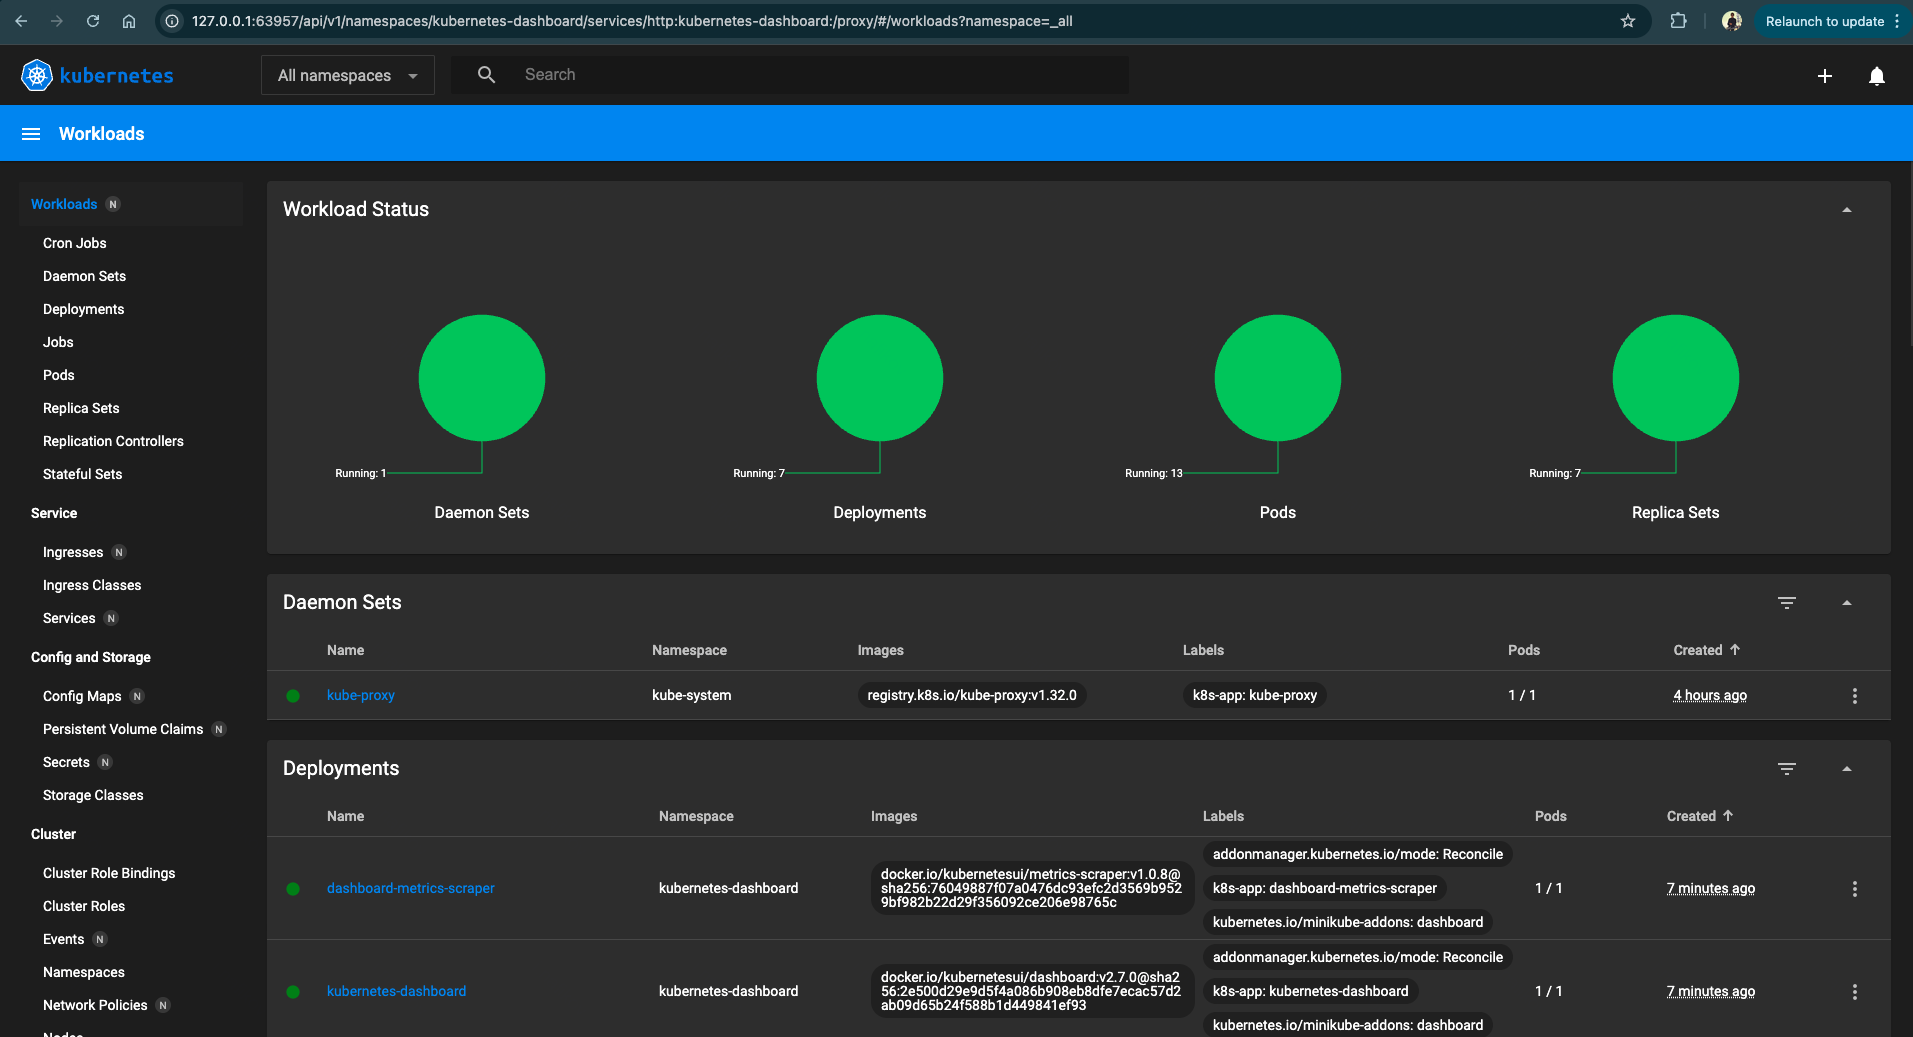 127.0.0.1:63957/api/v1/namespaces/kubernetes-dashboard/services/http:kubernetes-dashboard:/proxy/#/workloads?namespace=_all
Relaunch to update
kubernetes
All namespaces
Search
Workloads
Workloads N
Cron Jobs
Daemon Sets
Deployments
Jobs
Pods
Replica Sets
Replication Controllers
Stateful Sets
Service
Ingresses N
Ingress Classes
Services N
Config and Storage
Config Maps N
Persistent Volume Claims N
Secrets N
Storage Classes
Cluster
Cluster Role Bindings
Cluster Roles
Events N
Namespaces
Network Policies N
Nodes
Workload Status
Running: 1
Daemon Sets
Running: 7
Deployments
Running: 13
Pods
Running: 7
Replica Sets
Daemon Sets
Name Namespace Images Labels Pods Created
kube-proxy kube-system registry.k8s.io/kube-proxy:v1.32.0 k8s-app: kube-proxy 1 / 1 4 hours ago
Deployments
Name Namespace Images Labels Pods Created
dashboard-metrics-scraper
kubernetes-dashboard
docker.io/kubernetesui/metrics-scraper:v1.0.8@
sha256:76049887f07a0476dc93efc2d3569b952
9bf982b22d29f356092ce206e98765c
addonmanager.kubernetes.io/mode: Reconcile
k8s-app: dashboard-metrics-scraper
kubernetes.io/minikube-addons: dashboard
1 / 1
7 minutes ago
kubernetes-dashboard
kubernetes-dashboard
docker.io/kubernetesui/dashboard:v2.7.0@sha2
56:2e500d29e9d5f4a086b908eb8dfe7ecac57d2
ab09d65b24f588b1d449841ef93
addonmanager.kubernetes.io/mode: Reconcile
k8s-app: kubernetes-dashboard
kubernetes.io/minikube-addons: dashboard
1 / 1
7 minutes ago